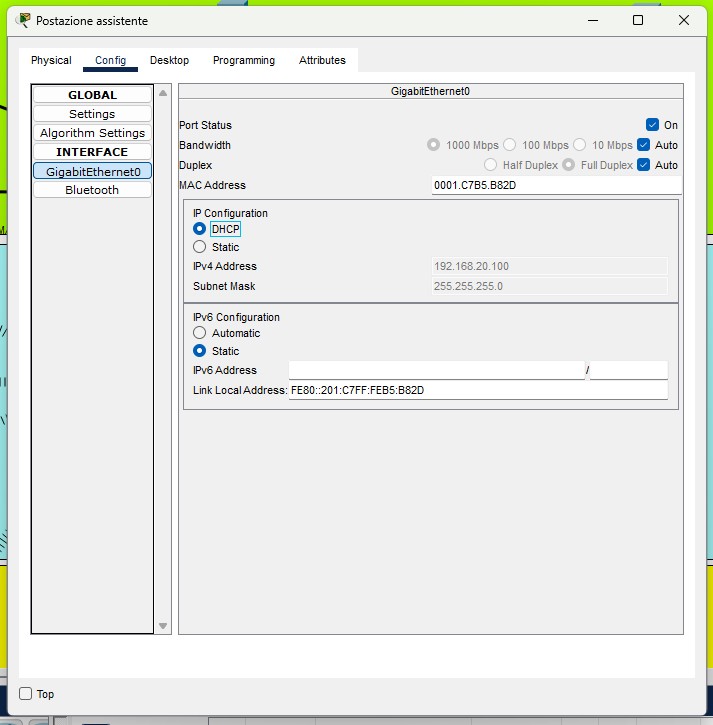 Postazione assistente
Physical Config Desktop Programming Attributes
GLOBAL
Settings
Algorithm Settings
INTERFACE
GigabitEthernet0
Bluetooth
GigabitEthernet0
Port Status On
Bandwidth 1000 Mbps 100 Mbps 10 Mbps Auto
Duplex Half Duplex Full Duplex Auto
MAC Address 0001.C7B5.B82D
IP Configuration
DHCP
Static
IPv4 Address 192.168.20.100
Subnet Mask 255.255.255.0
IPv6 Configuration
Automatic
Static
IPv6 Address /
Link Local Address: FE80::201:C7FF:FEB5:B82D
Top